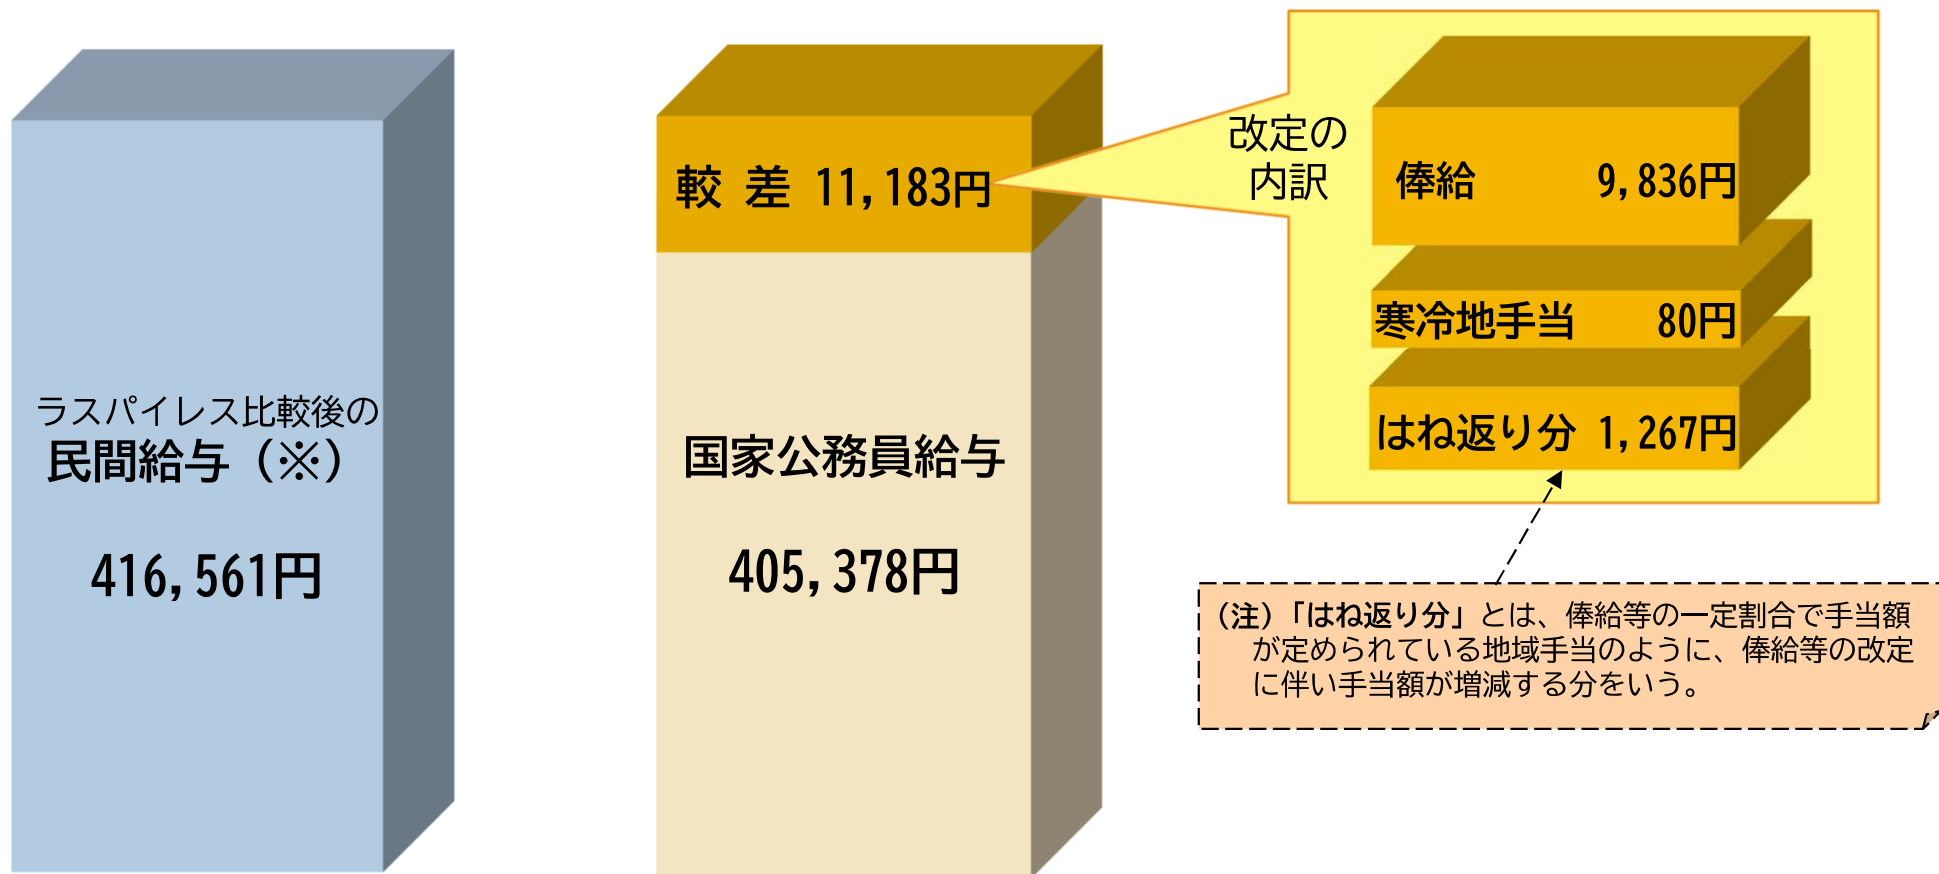 ラスパイレス比較後の
民間給与（※）
416,561円
較 差 11,183円
国家公務員給与
405,378円
改定の
内訳
俸給 9,836円
寒冷地手当 80円
はね返り分 1,267円
（注）「はね返り分」とは、俸給等の一定割合で手当額
が定められている地域手当のように、俸給等の改定
に伴い手当額が増減する分をいう。